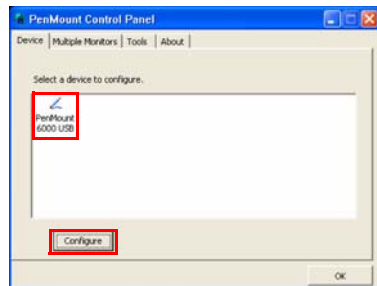 PenMount Control Panel
Device Multiple Monitors Tools About
Select a device to configure.
PenMount
6000 USB
Configure
OK